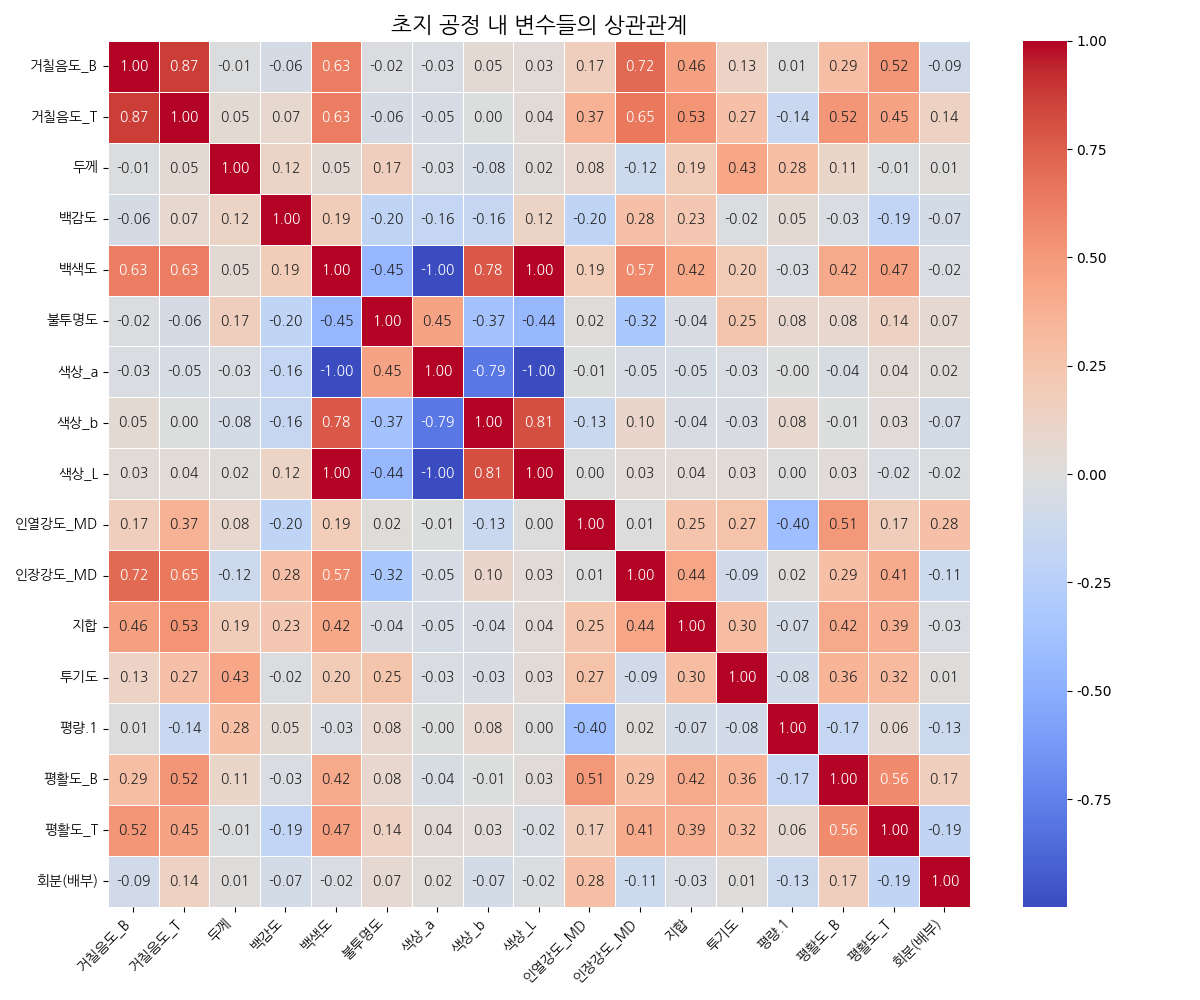 초지 공정 내 변수들의 상관관계
거칠음도_B 1.00 0.87 -0.01 -0.06 0.63 -0.02 -0.03 0.05 0.03 0.17 0.72 0.46 0.13 0.01 0.29 0.52 -0.09
거칠음도_T 0.87 1.00 0.05 0.07 0.63 -0.06 -0.05 0.00 0.04 0.37 0.65 0.53 0.27 -0.14 0.52 0.45 0.14
두께 -0.01 0.05 1.00 0.12 0.05 0.17 -0.03 -0.08 0.02 0.08 -0.12 0.19 0.43 0.28 0.11 -0.01 0.01
백감도 -0.06 0.07 0.12 1.00 0.19 -0.20 -0.16 -0.16 0.12 -0.20 0.28 0.23 -0.02 0.05 -0.03 -0.19 -0.07
백색도 0.63 0.63 0.05 0.19 1.00 -0.45 -1.00 0.78 1.00 0.19 0.57 0.42 0.20 -0.03 0.42 0.47 -0.02
불투명도 -0.02 -0.06 0.17 -0.20 -0.45 1.00 0.45 -0.37 -0.44 0.02 -0.32 -0.04 0.25 0.08 0.08 0.14 0.07
색상_a -0.03 -0.05 -0.03 -0.16 -1.00 0.45 1.00 -0.79 -1.00 -0.01 -0.05 -0.05 -0.03 -0.00 -0.04 0.04 0.02
색상_b 0.05 0.00 -0.08 -0.16 0.78 -0.37 -0.79 1.00 0.81 -0.13 0.10 -0.04 -0.03 0.08 -0.01 0.03 -0.07
색상_L 0.03 0.04 0.02 0.12 1.00 -0.44 -1.00 0.81 1.00 0.00 0.03 0.04 0.03 0.00 0.03 -0.02 -0.02
인열강도_MD 0.17 0.37 0.08 -0.20 0.19 0.02 -0.01 -0.13 0.00 1.00 0.01 0.25 0.27 -0.40 0.51 0.17 0.28
인장강도_MD 0.72 0.65 -0.12 0.28 0.57 -0.32 -0.05 0.10 0.03 0.01 1.00 0.44 -0.09 0.02 0.29 0.41 -0.11
지합 0.46 0.53 0.19 0.23 0.42 -0.04 -0.05 -0.04 0.04 0.25 0.44 1.00 0.30 -0.07 0.42 0.39 -0.03
투기도 0.13 0.27 0.43 -0.02 0.20 0.25 -0.03 -0.03 0.03 0.27 -0.09 0.30 1.00 -0.08 0.36 0.32 0.01
평량.1 0.01 -0.14 0.28 0.05 -0.03 0.08 -0.00 0.08 0.00 -0.40 0.02 -0.07 -0.08 1.00 -0.17 0.06 -0.13
평활도_B 0.29 0.52 0.11 -0.03 0.42 0.08 -0.04 -0.01 0.03 0.51 0.29 0.42 0.36 -0.17 1.00 0.56 0.17
평활도_T 0.52 0.45 -0.01 -0.19 0.47 0.14 0.04 0.03 -0.02 0.17 0.41 0.39 0.32 0.06 0.56 1.00 -0.19
회분(배부) -0.09 0.14 0.01 -0.07 -0.02 0.07 0.02 -0.07 -0.02 0.28 -0.11 -0.03 0.01 -0.13 0.17 -0.19 1.00
거칠음도_B 거칠음도_T 두께 백감도 백색도 불투명도 색상_a 색상_b 색상_L 인열강도_MD 인장강도_MD 지합 투기도 평량.1 평활도_B 평활도_T 회분(배부)
1.00
0.75
0.50
0.25
0.00
-0.25
-0.50
-0.75